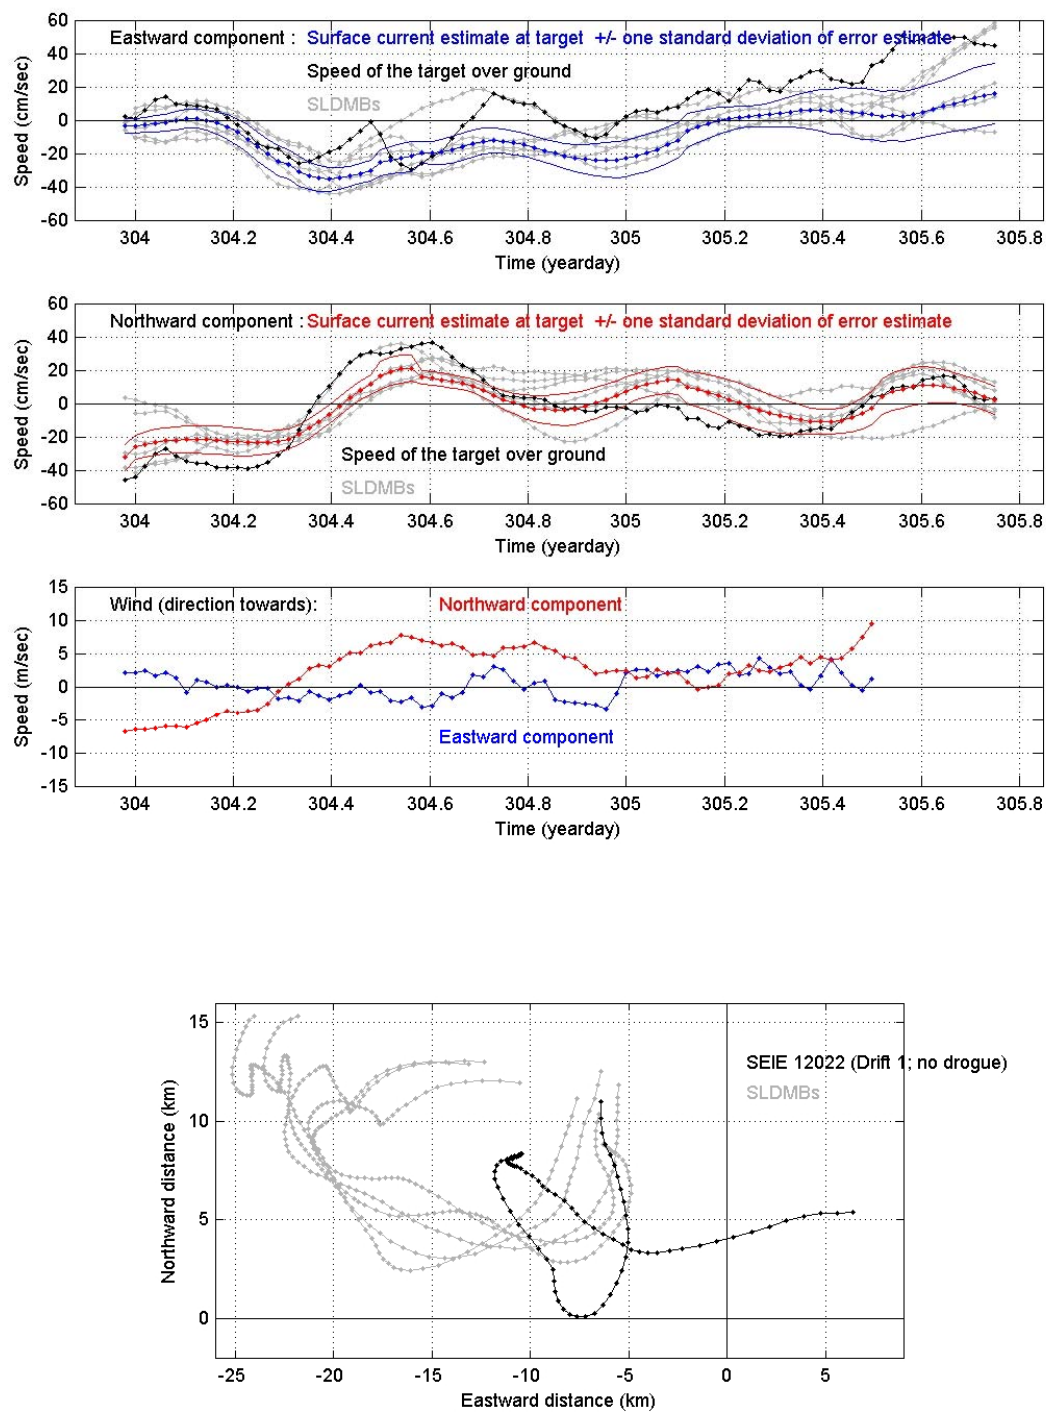 60
Eastward component : Surface current estimate at target +/- one standard deviation of error estimate
40
Speed of the target over ground
20
SLDMBs
0
-20
-40
-60
Speed (cm/sec)
304 304.2 304.4 304.6 304.8 305 305.2 305.4 305.6 305.8
Time (yearday)
60
Northward component : Surface current estimate at target +/- one standard deviation of error estimate
40
20
0
-20
Speed of the target over ground
-40
SLDMBs
-60
Speed (cm/sec)
304 304.2 304.4 304.6 304.8 305 305.2 305.4 305.6 305.8
Time (yearday)
15
Wind (direction towards): Northward component
10
5
0
-5
Eastward component
-10
-15
Speed (m/sec)
304 304.2 304.4 304.6 304.8 305 305.2 305.4 305.6 305.8
Time (yearday)
15
SEIE 12022 (Drift 1; no drogue)
SLDMBs
10
5
0
Northward distance (km)
-25 -20 -15 -10 -5 0 5
Eastward distance (km)